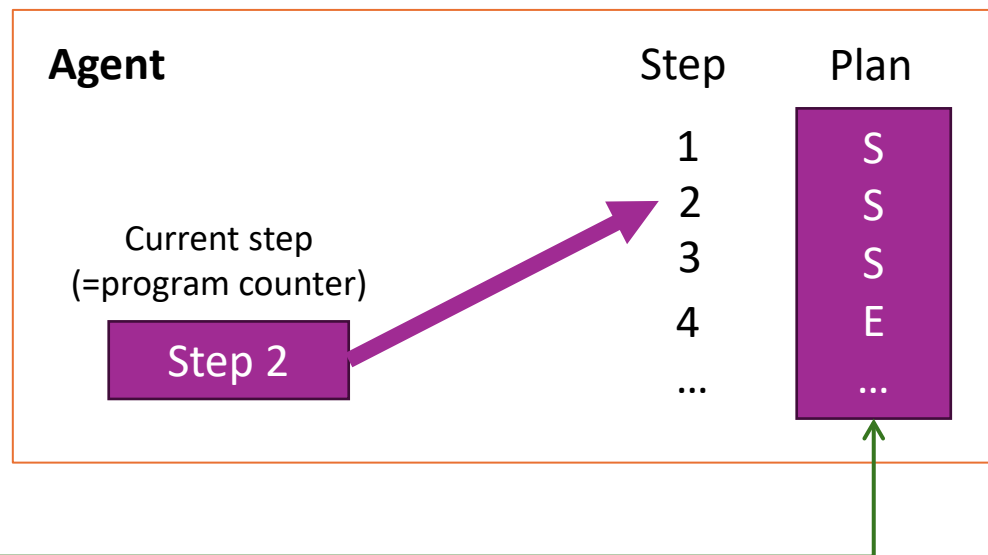 Agent
Step Plan
1 S
2 S
3 S
4 E
... ...
Current step
(=program counter)
Step 2